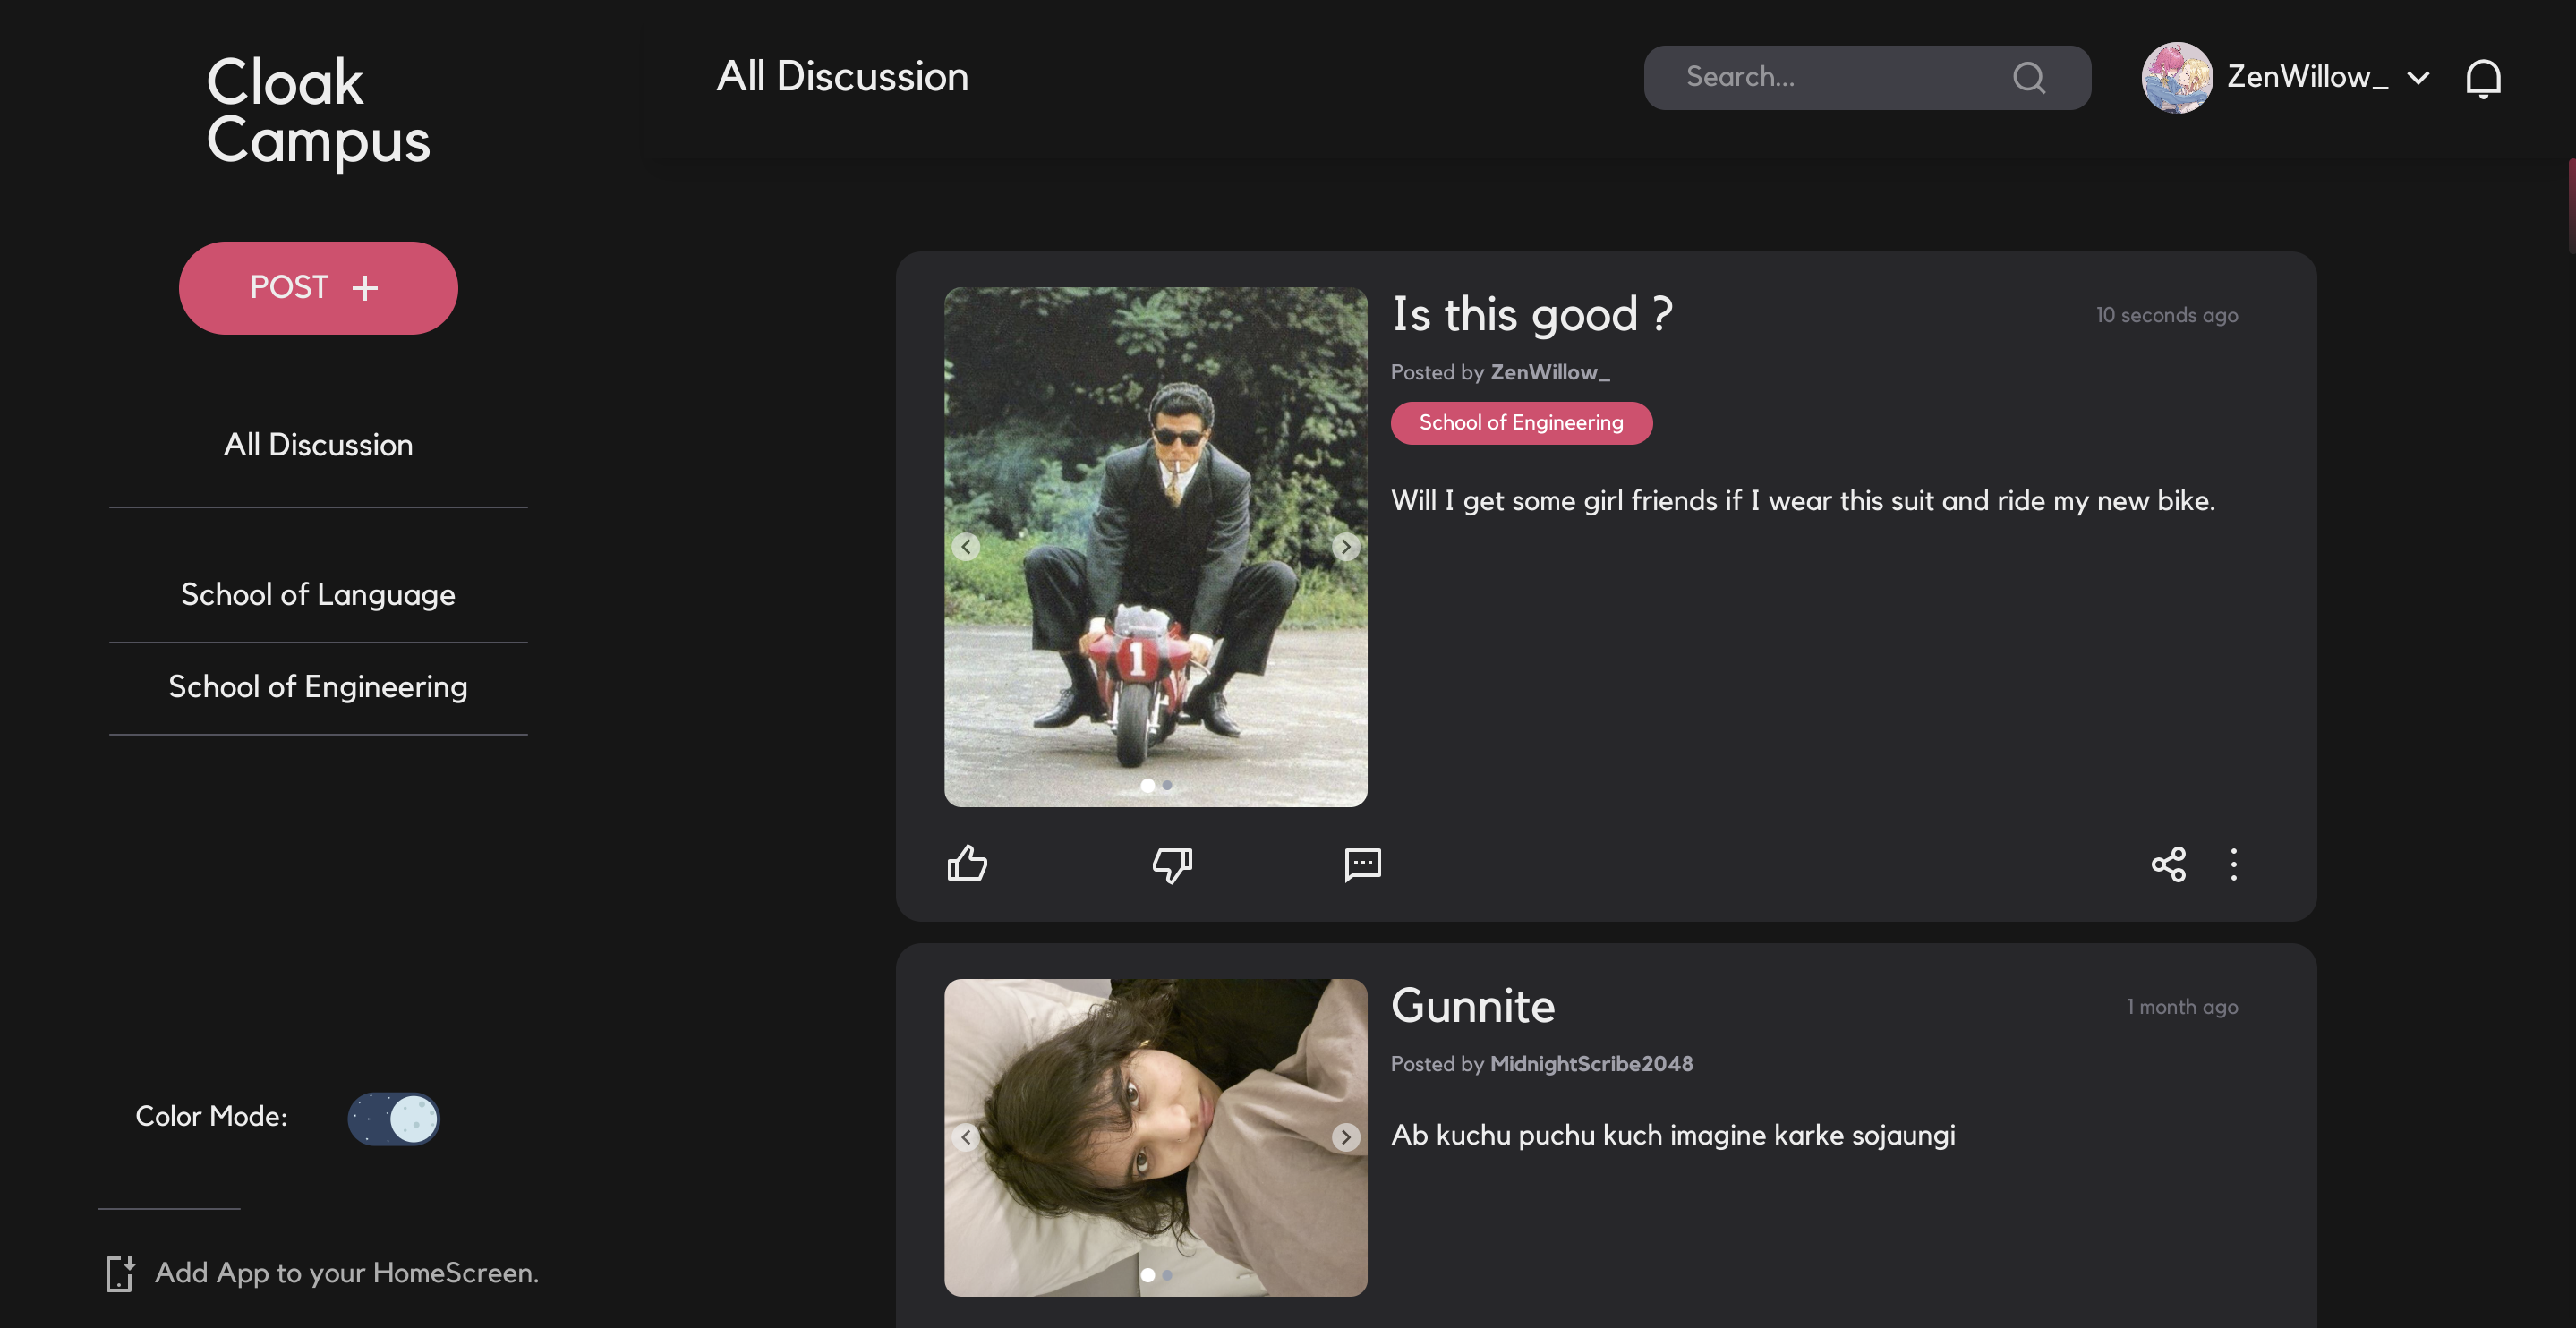 Cloak
Campus
POST +
All Discussion
School of Language
School of Engineering
Color Mode:
Add App to your HomeScreen.
All Discussion
Search...
ZenWillow_
Is this good ?
10 seconds ago
Posted by ZenWillow_
School of Engineering
Will I get some girl friends if I wear this suit and ride my new bike.
1
Gunnite
1 month ago
Posted by MidnightScribe2048
Ab kuchu puchu kuch imagine karke sojaungi